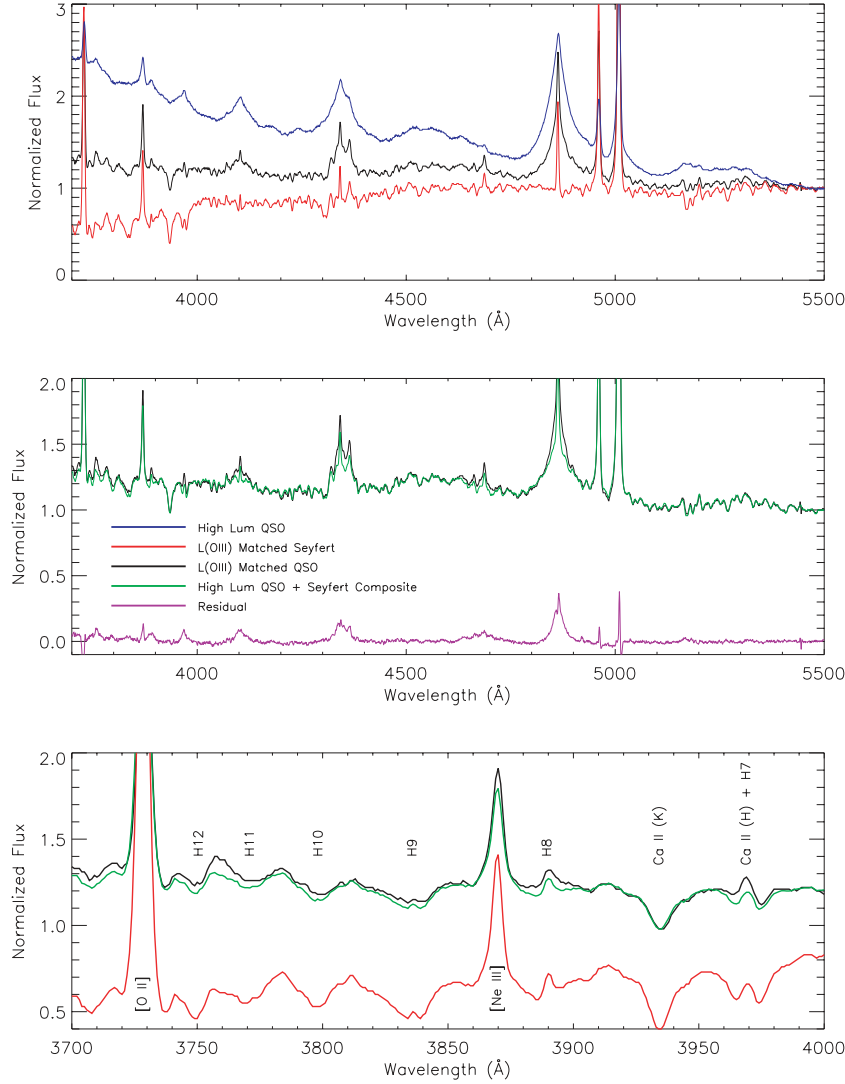 3
2
1
0
Normalized Flux
4000 4500 5000 5500
Wavelength (Å)
2.0
1.5
1.0
0.5
0.0
Normalized Flux
High Lum QSO
L(OIII) Matched Seyfert
L(OIII) Matched QSO
High Lum QSO + Seyfert Composite
Residual
4000 4500 5000 5500
Wavelength (Å)
2.0
1.5
1.0
0.5
Normalized Flux
[O II]
H12
H11
H10
H9
[Ne III]
H8
Ca II (K)
Ca II (H) + H7
3700 3750 3800 3850 3900 3950 4000
Wavelength (Å)